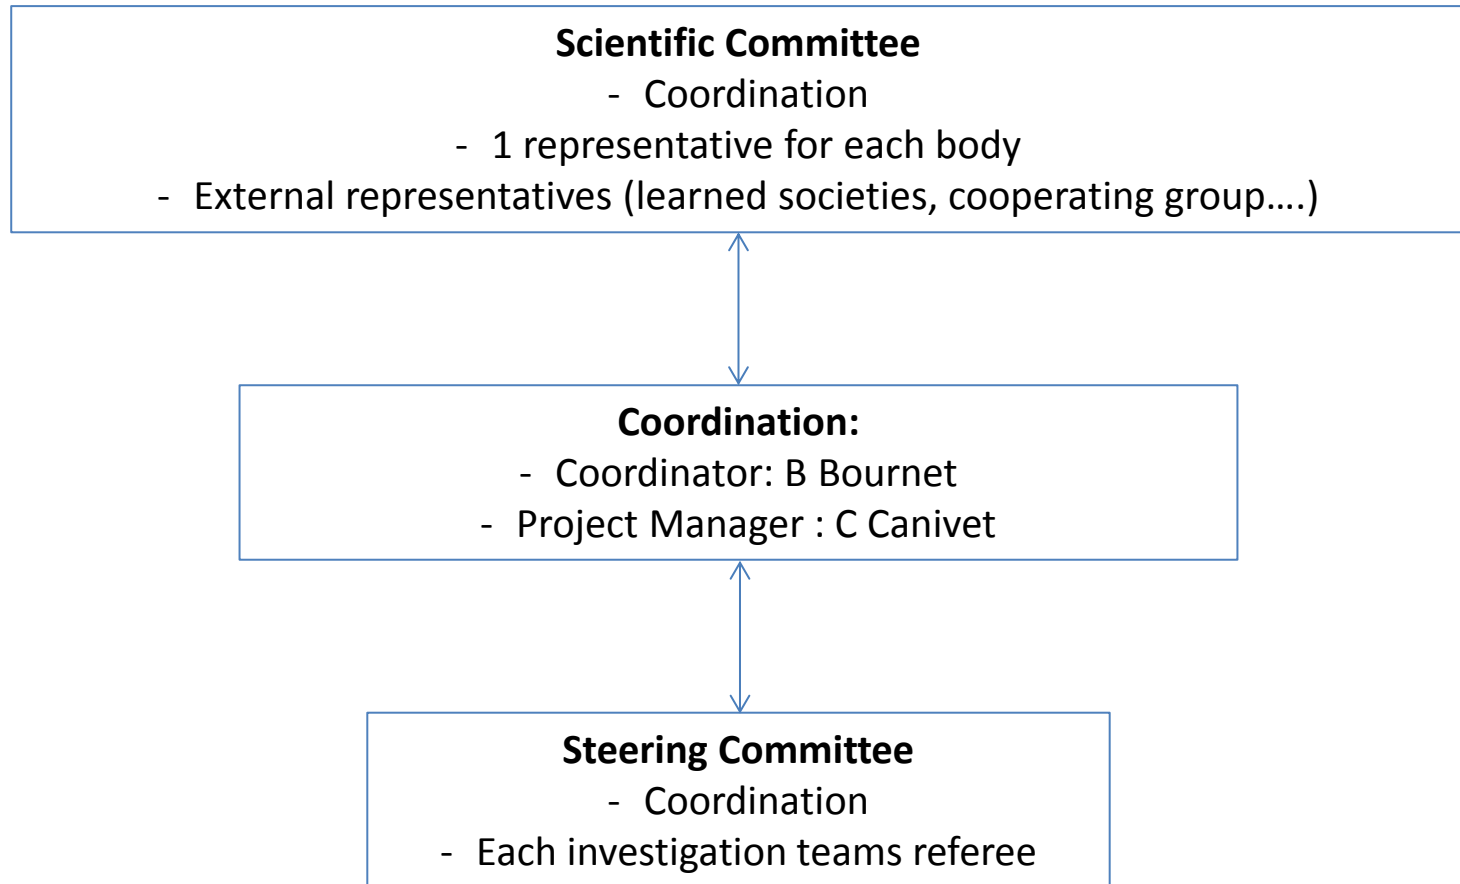 Scientific Committee
- Coordination
- 1 representative for each body
- External representatives (learned societies, cooperating group….)
Coordination:
- Coordinator: B Bournet
- Project Manager : C Canivet
Steering Committee
- Coordination
- Each investigation teams referee